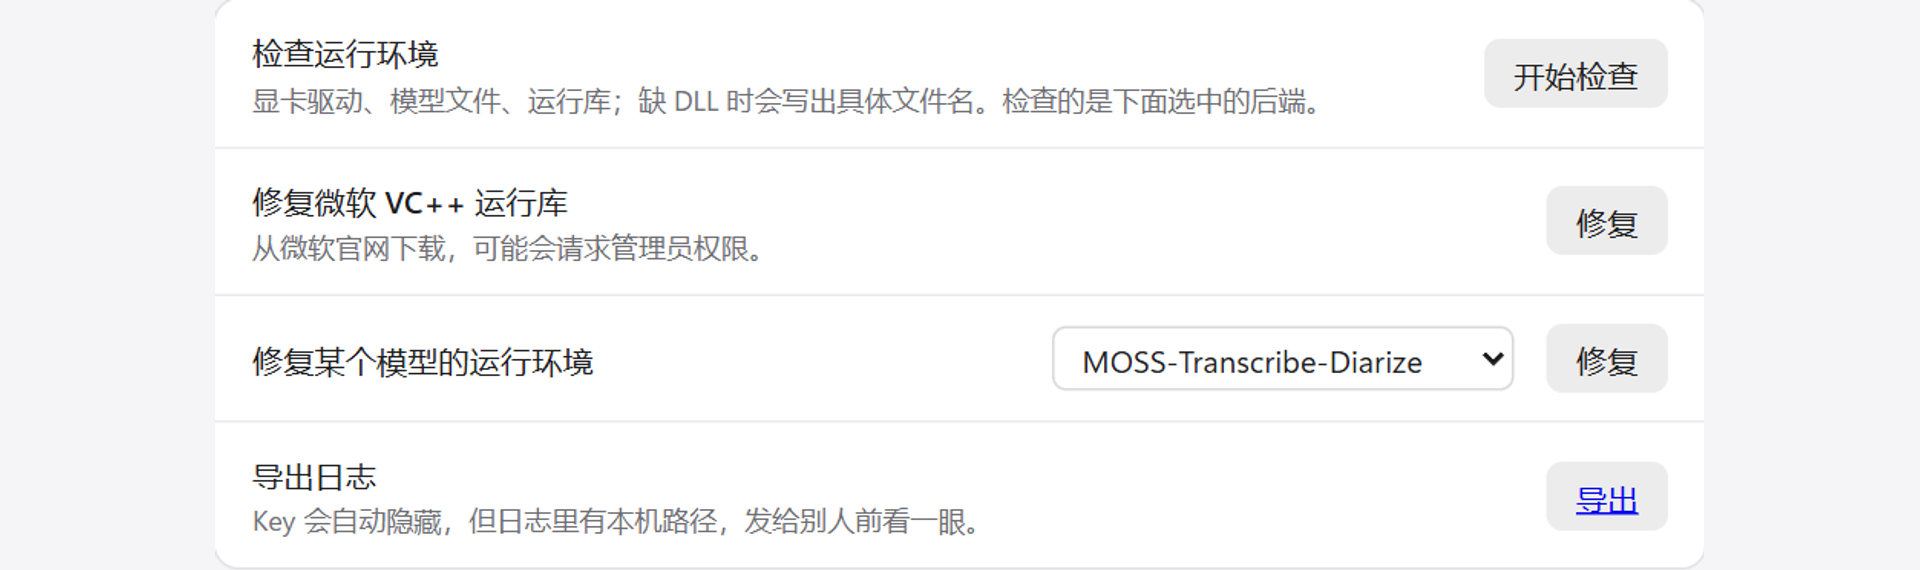 检查运行环境
显卡驱动、模型文件、运行库；缺 DLL 时会写出具体文件名。检查的是下面选中的后端。
开始检查
修复微软 VC++ 运行库
从微软官网下载，可能会请求管理员权限。
修复
修复某个模型的运行环境
MOSS-Transcribe-Diarize
修复
导出日志
Key 会自动隐藏，但日志里有本机路径，发给别人前看一眼。
导出